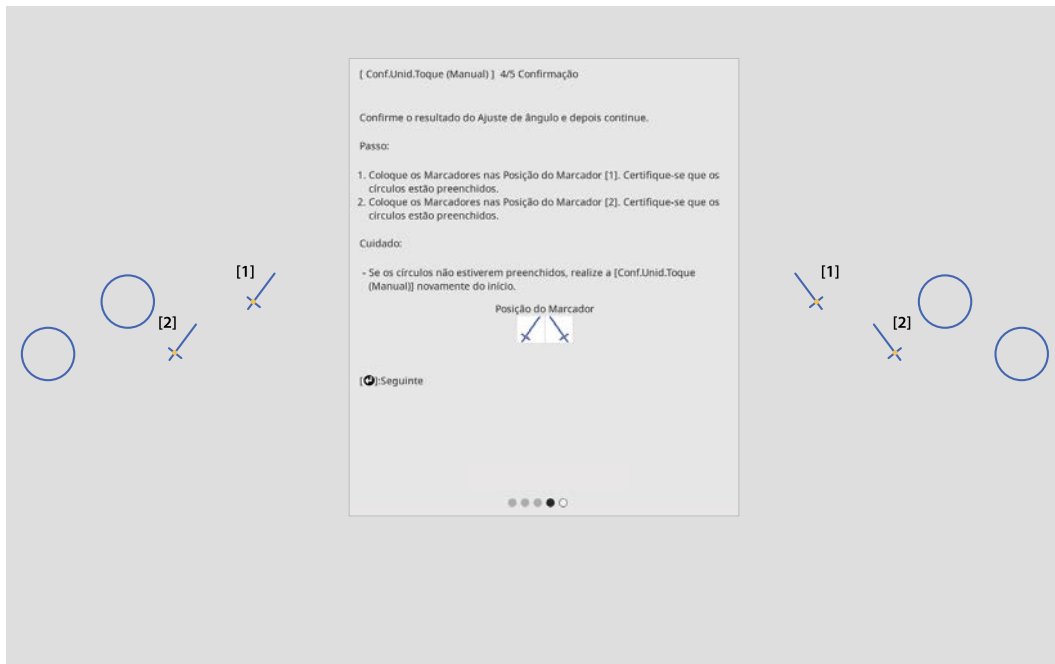 [ Conf.Unid.Toque (Manual) ] 4/5 Confirmação
Confirme o resultado do Ajuste de ângulo e depois continue.
Passo:
1. Coloque os Marcadores nas Posição do Marcador [1]. Certifique-se que os
círculos estão preenchidos.
2. Coloque os Marcadores nas Posição do Marcador [2]. Certifique-se que os
círculos estão preenchidos.
Cuidado:
- Se os círculos não estiverem preenchidos, realize a [Conf.Unid.Toque
(Manual)] novamente do início.
Posição do Marcador
[1]
[1]
[2]
[2]
[ ]:Seguinte